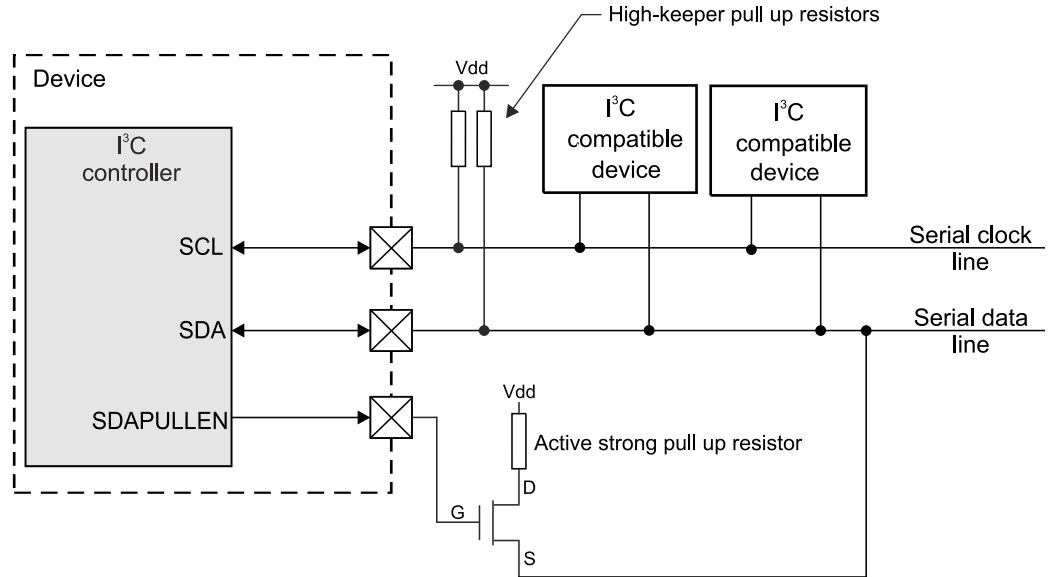 High-keeper pull up resistors
Device
Vdd
I³C
controller
I³C
compatible
device
I³C
compatible
device
SCL
Serial clock
line
SDA
Serial data
line
SDAPULLEN
Vdd
Active strong pull up resistor
D
G
S